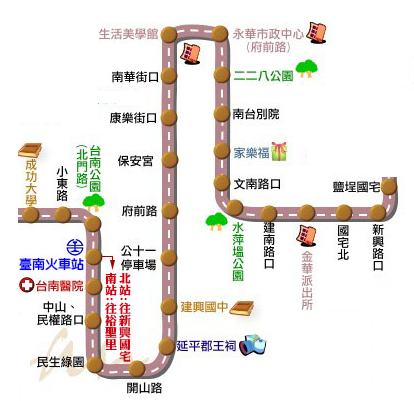 生活美學館
永華市政中心
(府前路)
南華街口
二二八公園
康樂街口
南台別院
保安宮
家樂福
文南路口
鹽埕國宅
成功大學
小東路
台南公園
(北門路)
府前路
水萍塭公園
建南路口
金華派出所
國宅北
新興路口
臺南火車站
公十一
停車場
台南醫院
北站：往新興國宅
南站：往裕聖里
中山、
民權路口
建興國中
延平郡王祠
民生綠園
開山路